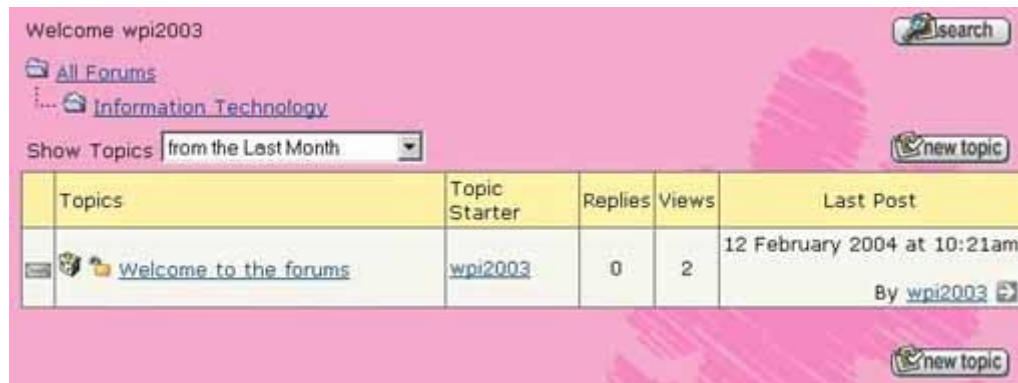 Welcome wpi2003
search
All Forums
Information Technology
Show Topics from the Last Month
new topic
Topics
Topic Starter
Replies
Views
Last Post
Welcome to the forums
wpi2003
0
2
12 February 2004 at 10:21am
By wpi2003
new topic